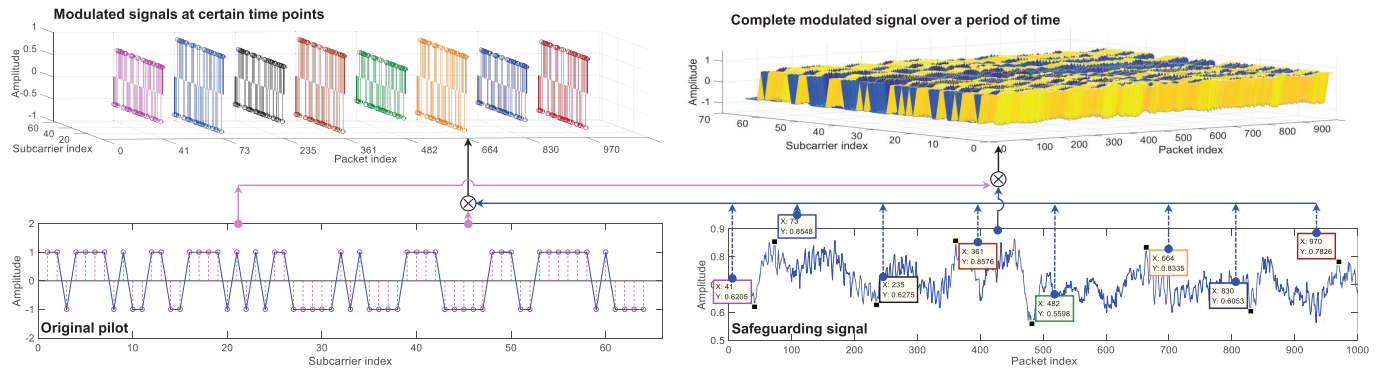 Modulated signals at certain time points
Amplitude
1
0.5
0
-0.5
-1
60
40
20
Subcarrier index
0
41
73
235
361
482
664
830
970
Packet index
Complete modulated signal over a period of time
Amplitude
1
0
-1
70
60
50
40
30
20
10
0
Subcarrier index
0
100
200
300
400
500
600
700
800
900
Packet index
Amplitude
2
1
0
-1
-2
Original pilot
0
10
20
30
40
50
60
Subcarrier index
Amplitude
0.9
0.8
0.7
0.6
0.5
X: 41
Y: 0.6205
X: 73
Y: 0.8548
X: 235
Y: 0.6275
X: 361
Y: 0.8576
X: 482
Y: 0.5598
X: 664
Y: 0.8335
X: 830
Y: 0.6053
X: 970
Y: 0.7826
Safeguarding signal
0
100
200
300
400
500
600
700
800
900
1000
Packet index